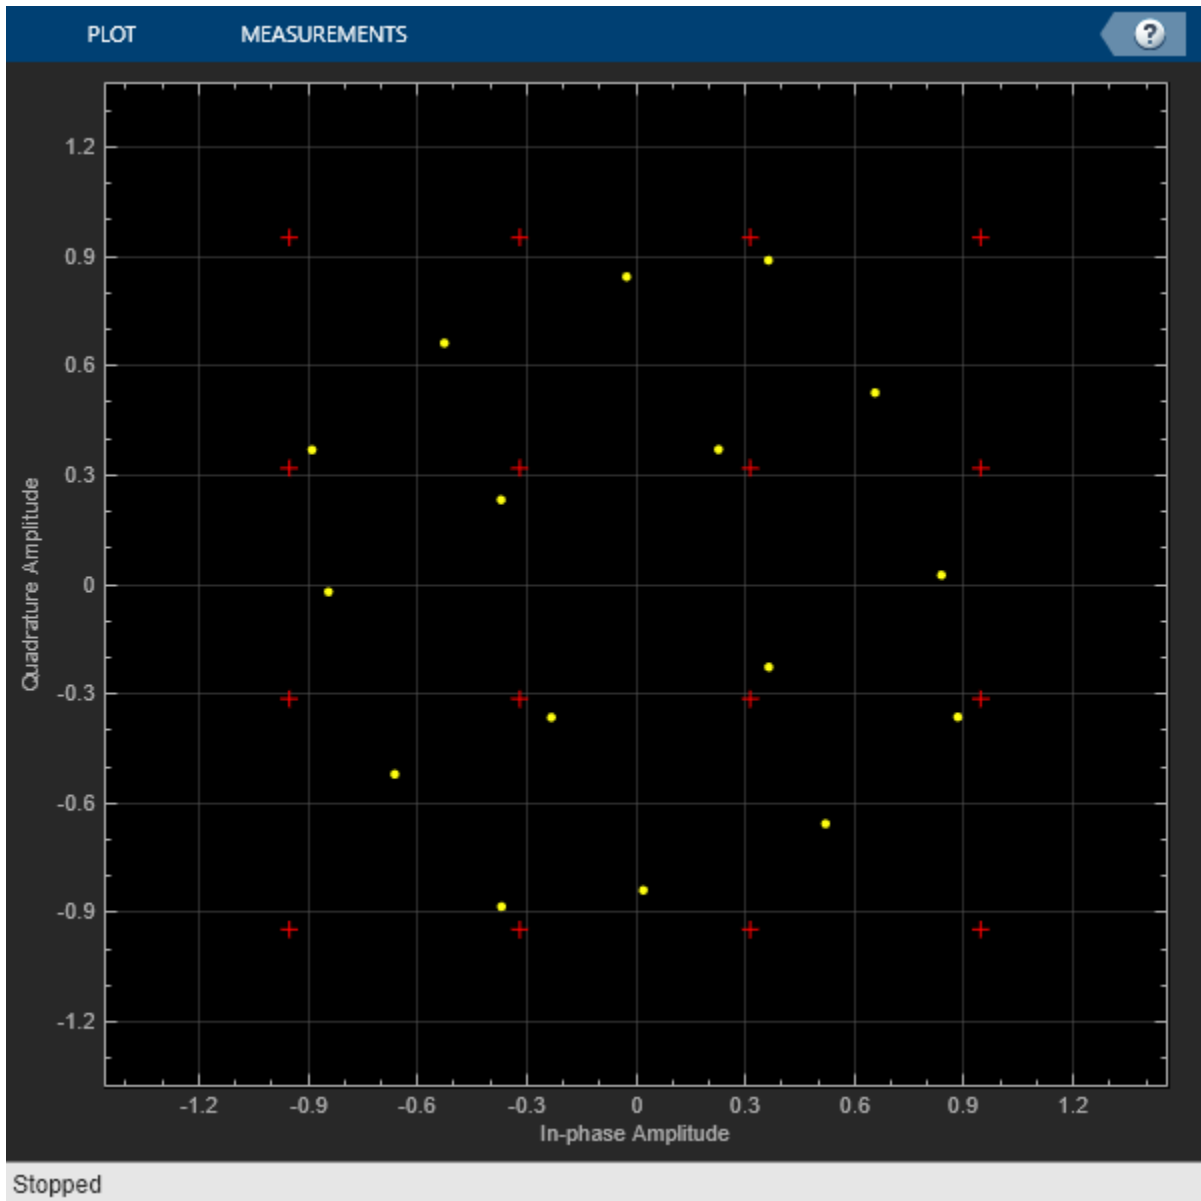 PLOT MEASUREMENTS ?
1.2
0.9
0.6
0.3
0
-0.3
-0.6
-0.9
-1.2
Quadrature Amplitude
-1.2 -0.9 -0.6 -0.3 0 0.3 0.6 0.9 1.2
In-phase Amplitude
Stopped